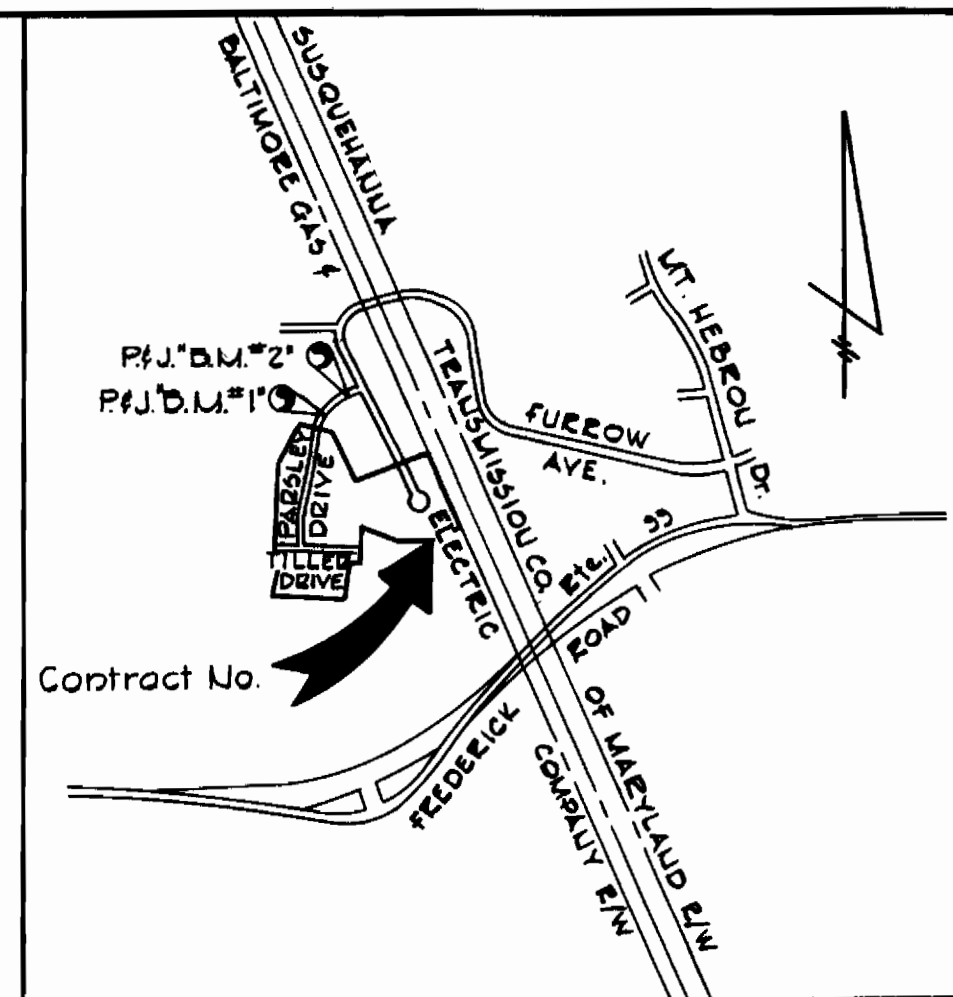 SUSQUEHANNA
TRANSMISSION CO.
OF MARYLAND R/W
BALTIMORE GAS &
ELECTRIC
COMPANY R/W
MT. HEBRON Dr.
P.&J. "B.M. #2"
P.&J. "B.M. #1"
FURROW
AVE.
PARSLEY
DRIVE
TILLER
DRIVE
Rte. 99
FREDERICK ROAD
Contract No.